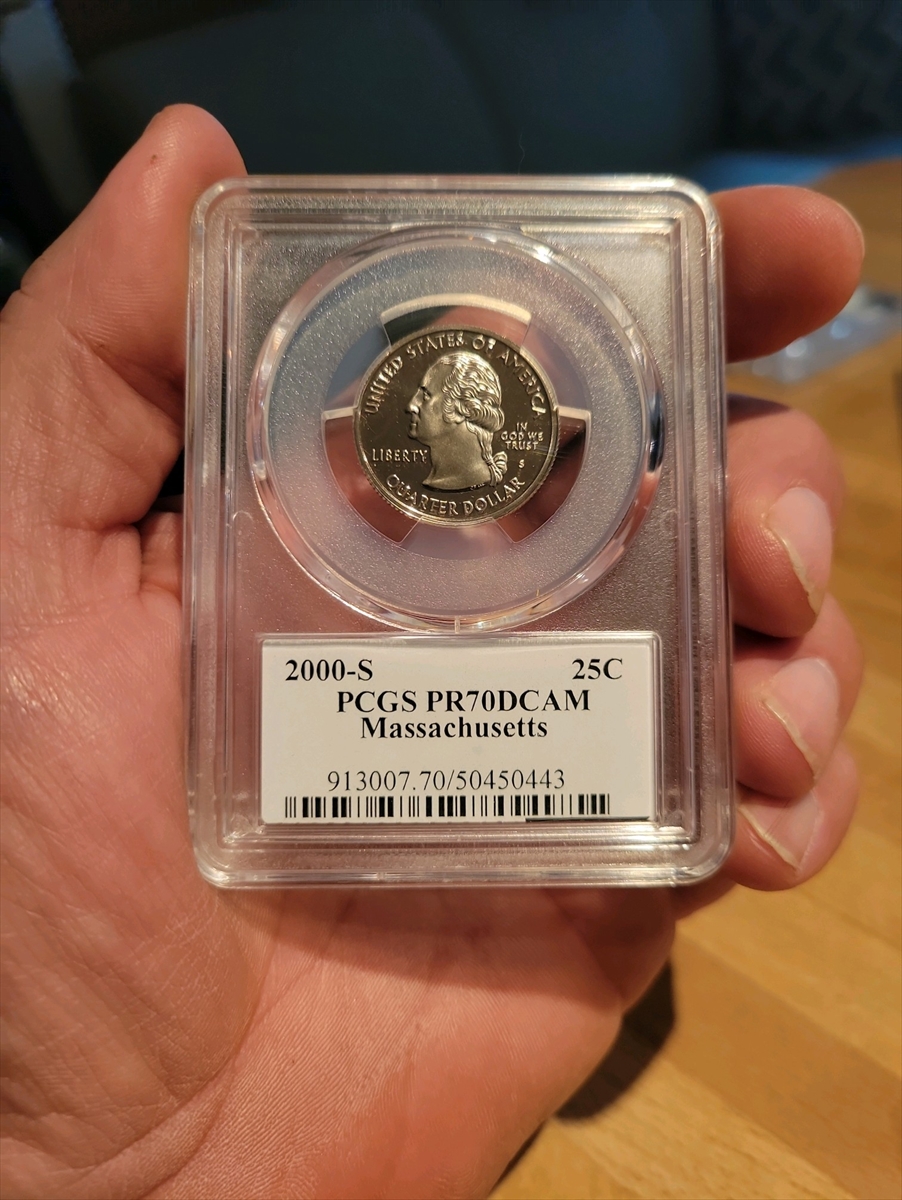 UNITED STATES OF AMERICA
LIBERTY
IN
GOD WE
TRUST
S
QUARTER DOLLAR
2000-S 25C
PCGS PR70DCAM
Massachusetts
913007.70/50450443